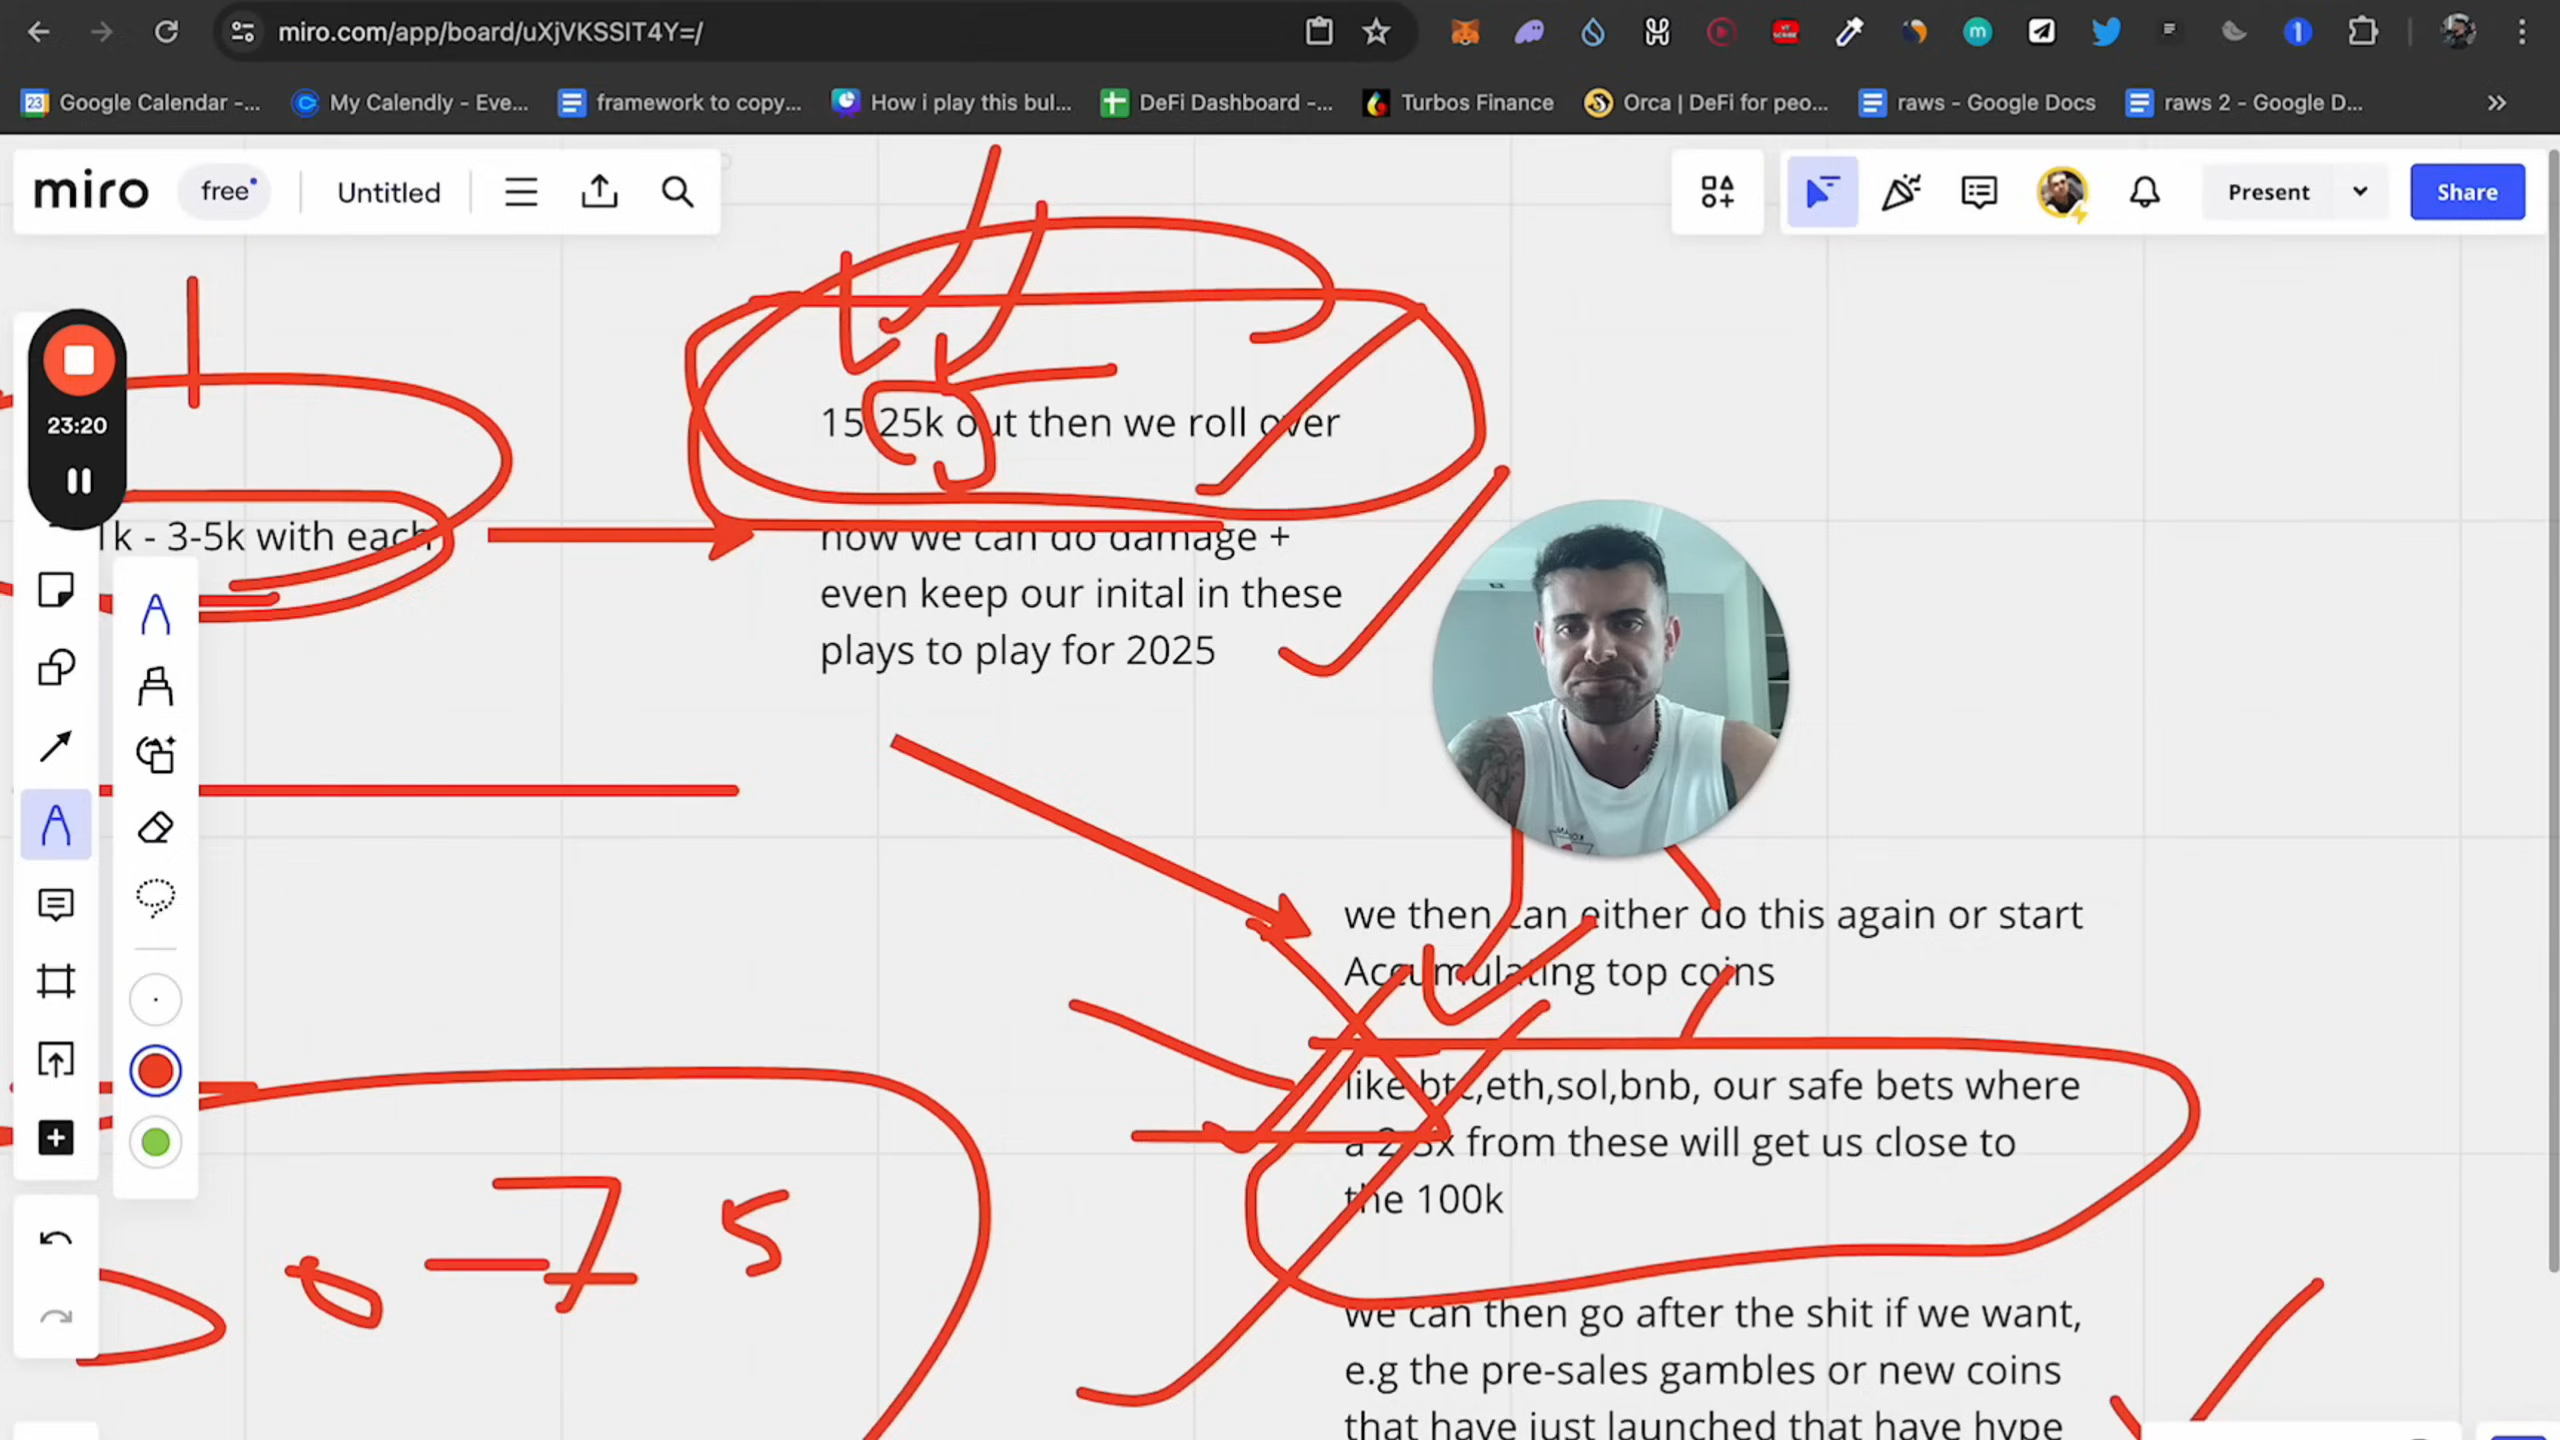 miro.com/app/board/uXjVKSSIT4Y=/
23 Google Calendar -...
My Calendly - Eve...
framework to copy...
How i play this bul...
DeFi Dashboard -...
Turbos Finance
Orca | DeFi for peo...
raws - Google Docs
raws 2 - Google D...
miro
free
Untitled
Present
Share
23:20
15 25k out then we roll over
1k - 3-5k with each
now we can do damage +
even keep our inital in these
plays to play for 2025
we then can either do this again or start
Accumulating top coins
like btc,eth,sol,bnb, our safe bets where
a 2-3x from these will get us close to
the 100k
7 5
we can then go after the shit if we want,
e.g the pre-sales gambles or new coins
that have just launched that have hype